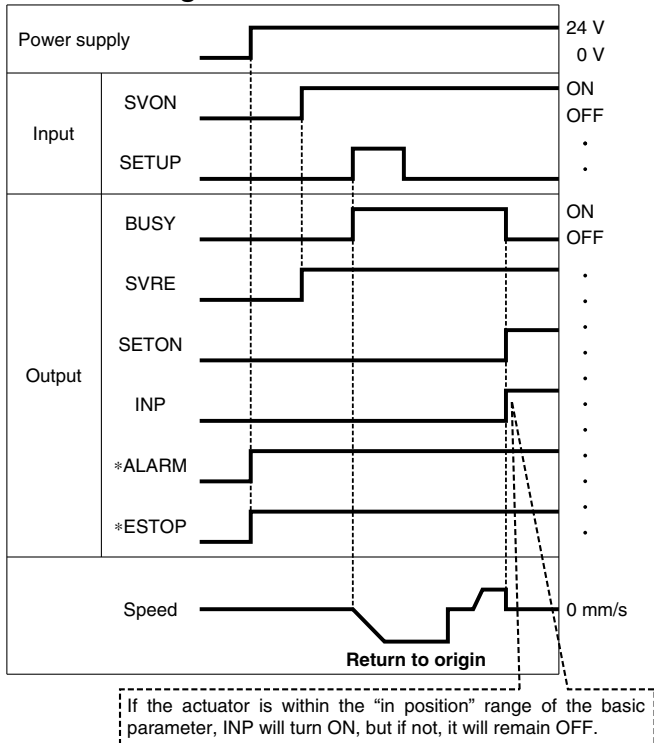 Power supply
24 V
0 V
Input
SVON
ON
OFF
SETUP
Output
BUSY
ON
OFF
SVRE
SETON
INP
*ALARM
*ESTOP
Speed
0 mm/s
Return to origin
If the actuator is within the “in position” range of the basic
parameter, INP will turn ON, but if not, it will remain OFF.